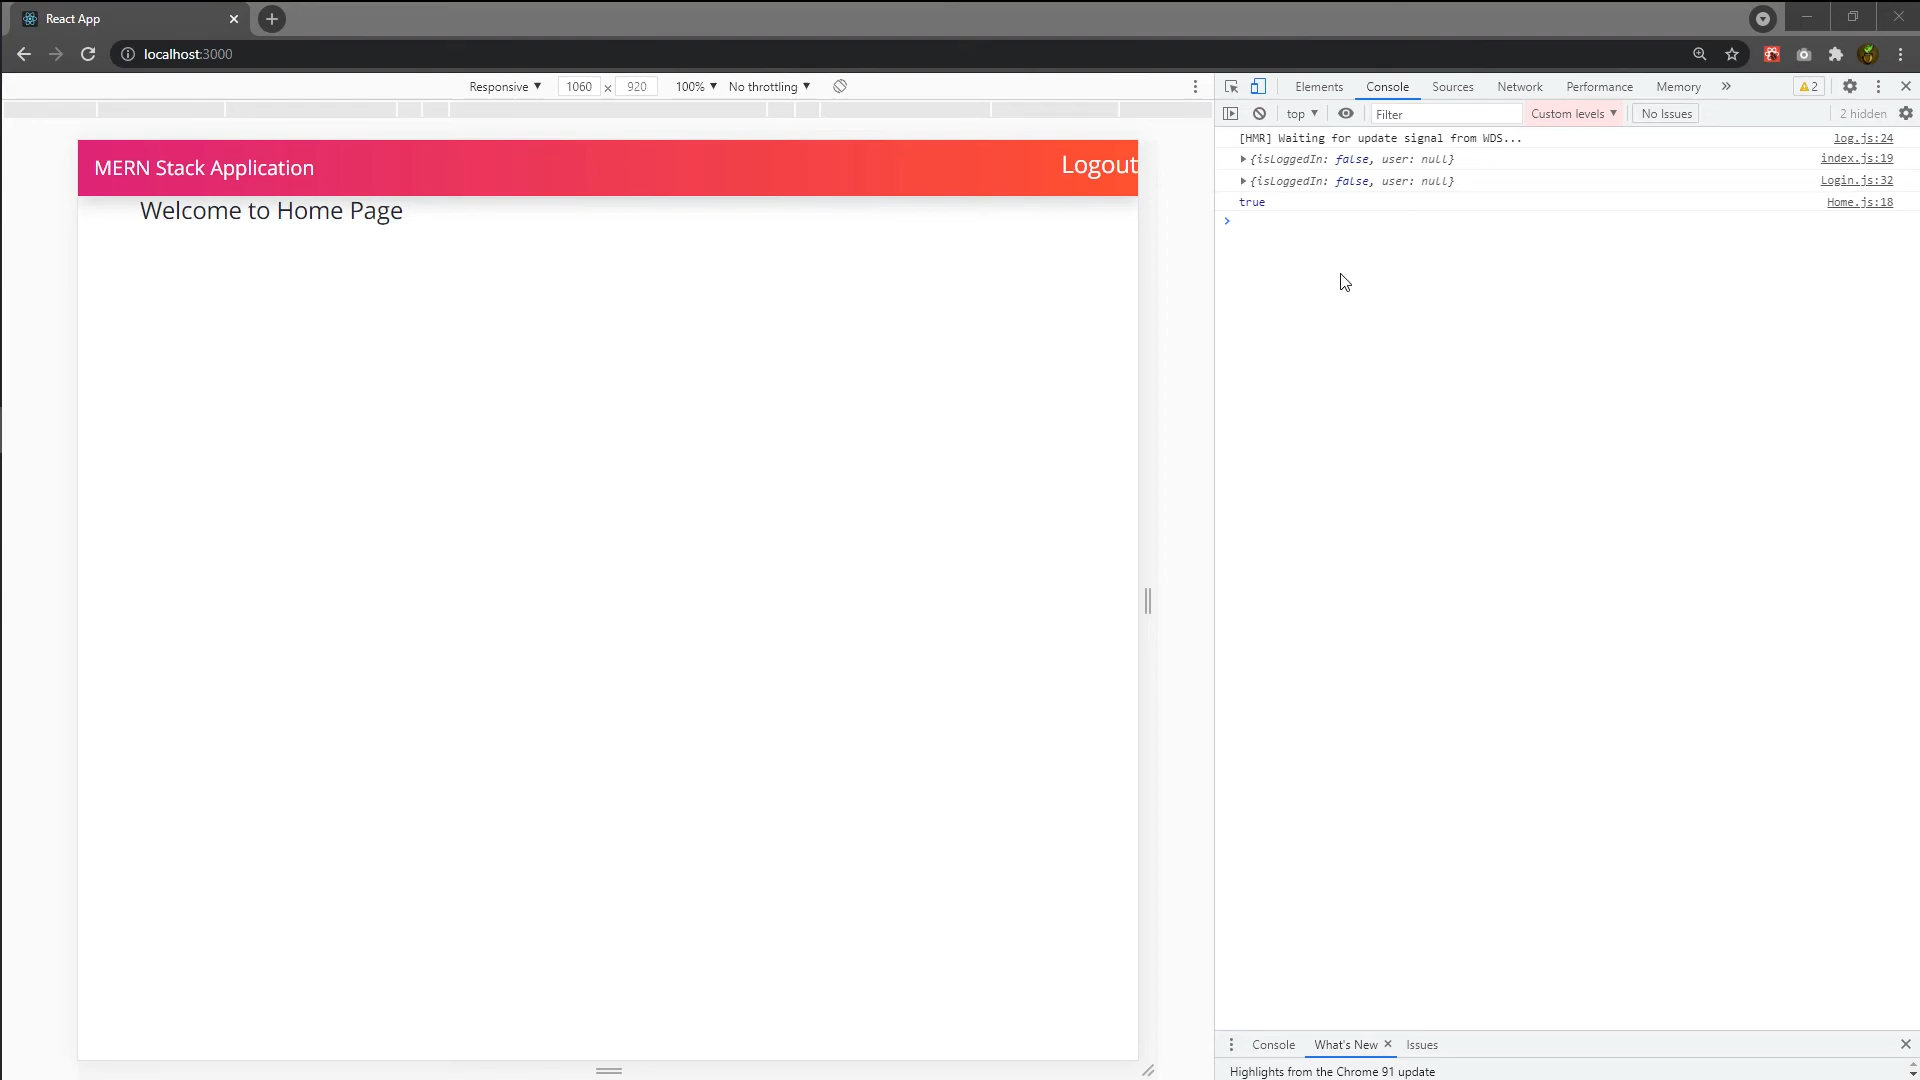 React App
localhost:3000
Responsive 1060 × 920 100% No throttling
Elements Console Sources Network Performance Memory » 2
top Filter Custom levels No Issues 2 hidden
MERN Stack Application
Logout
Welcome to Home Page
[HMR] Waiting for update signal from WDS... log.js:24
{isLoggedIn: false, user: null} index.js:19
{isLoggedIn: false, user: null} Login.js:32
true Home.js:18
Console What's New Issues
Highlights from the Chrome 91 update